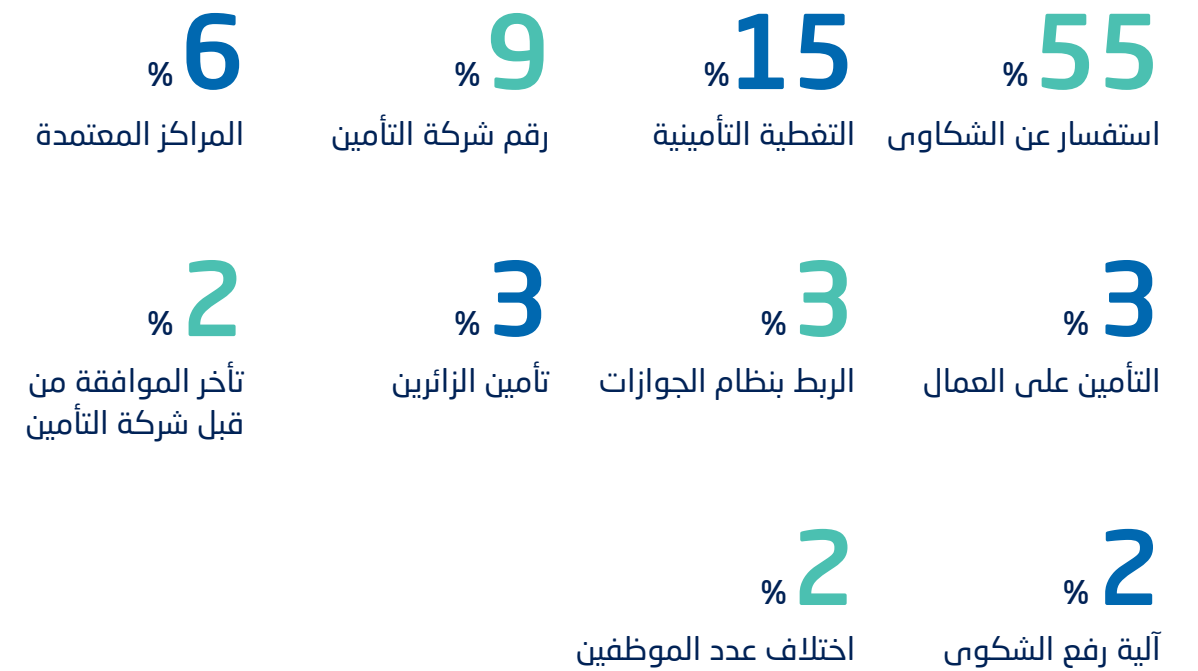 55 %
استفسار عن الشكاوى
15 %
التغطية التأمينية
9 %
رقم شركة التأمين
6 %
المراكز المعتمدة
3 %
التأمين على العمال
3 %
الربط بنظام الجوازات
3 %
تأمين الزائرين
2 %
تأخر الموافقة من
قبل شركة التأمين
2 %
آلية رفع الشكوى
2 %
اختلاف عدد الموظفين